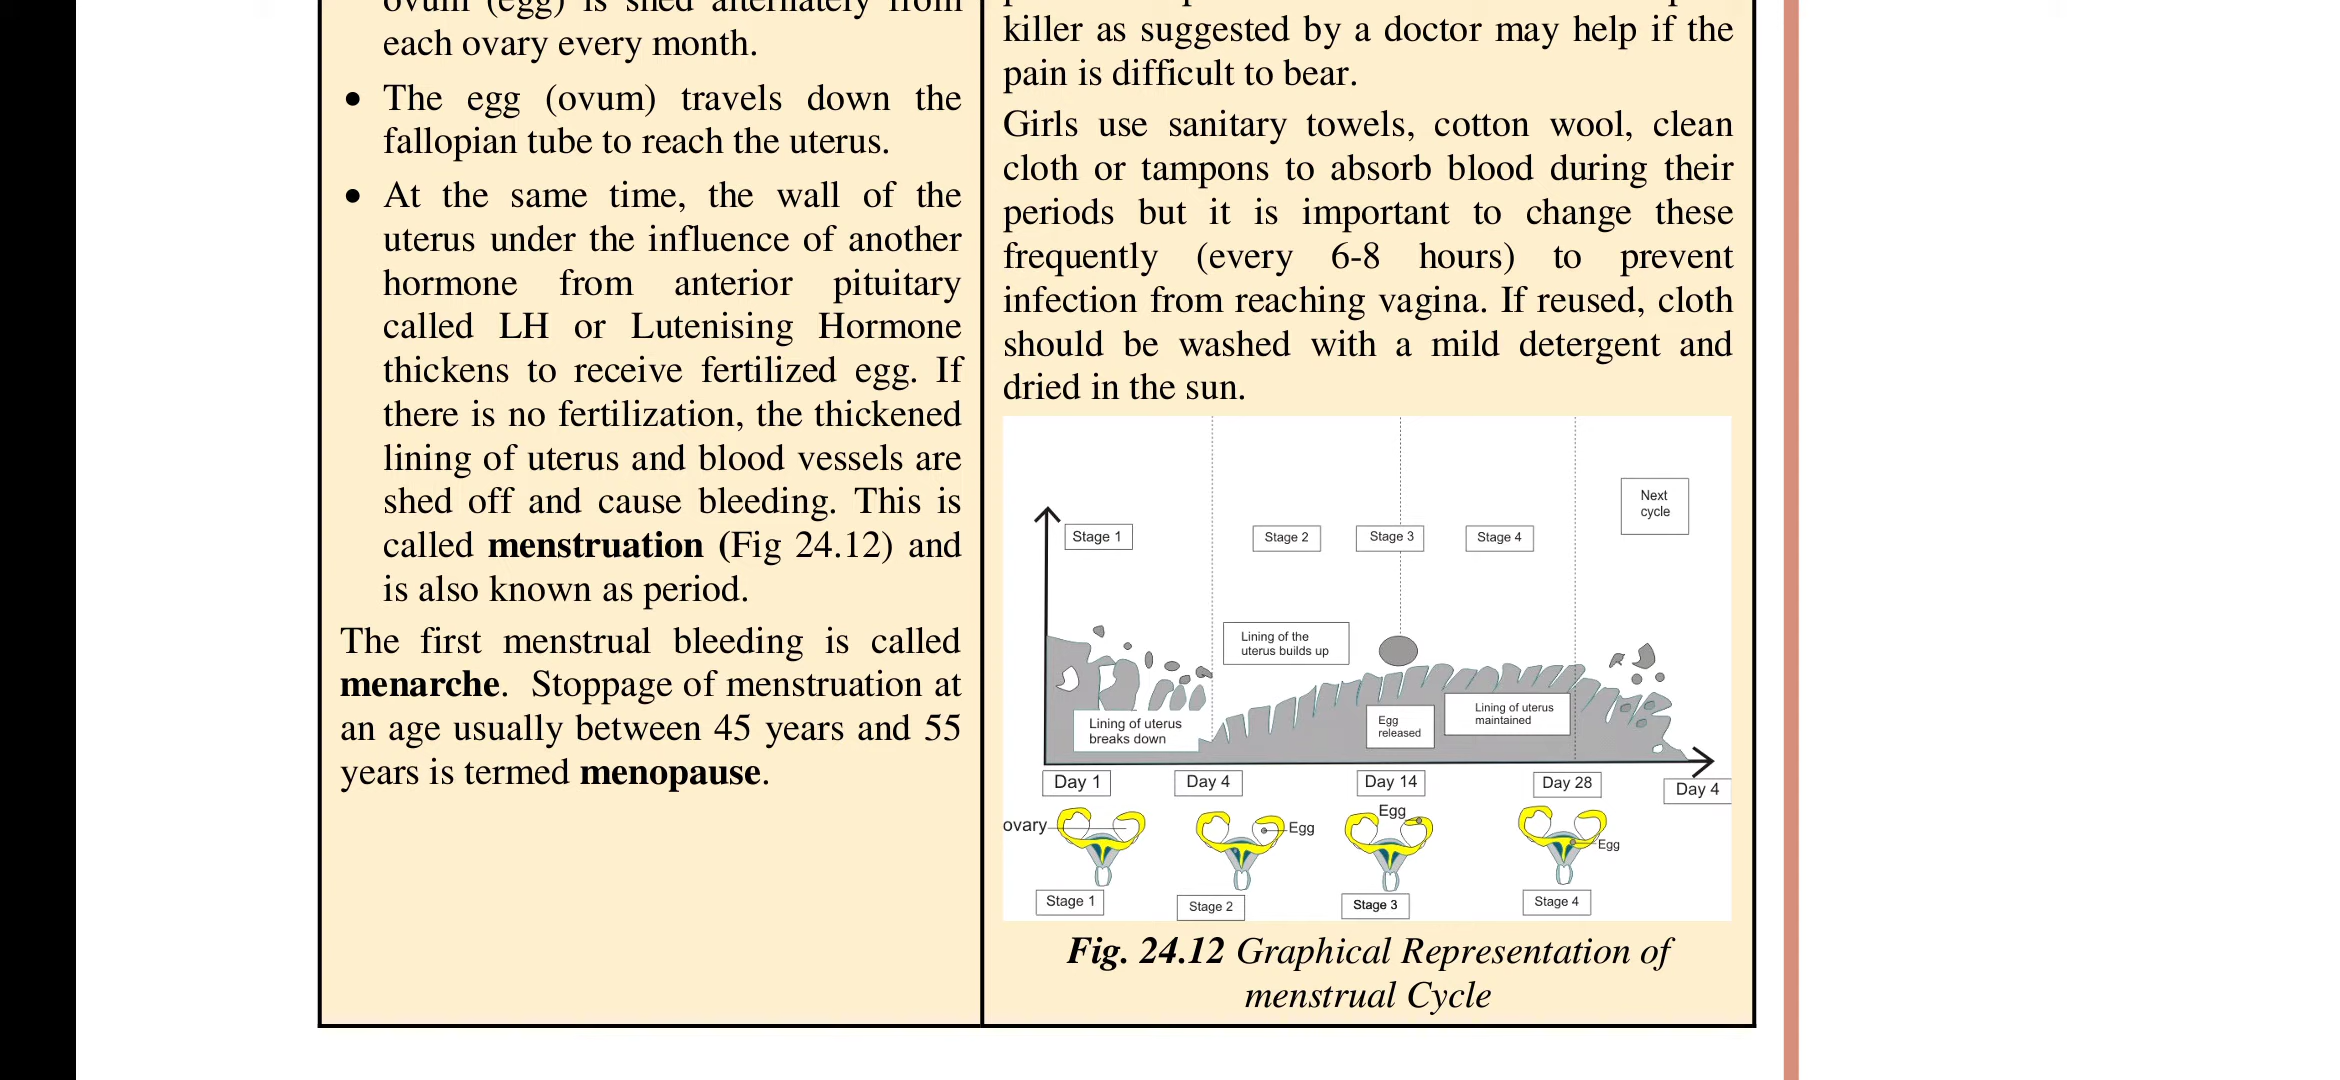 ovum (egg) is shed alternately from
each ovary every month.
• The egg (ovum) travels down the
fallopian tube to reach the uterus.
• At the same time, the wall of the
uterus under the influence of another
hormone from anterior pituitary
called LH or Lutenising Hormone
thickens to receive fertilized egg. If
there is no fertilization, the thickened
lining of uterus and blood vessels are
shed off and cause bleeding. This is
called menstruation (Fig 24.12) and
is also known as period.
The first menstrual bleeding is called
menarche. Stoppage of menstruation at
an age usually between 45 years and 55
years is termed menopause.
killer as suggested by a doctor may help if the
pain is difficult to bear.
Girls use sanitary towels, cotton wool, clean
cloth or tampons to absorb blood during their
periods but it is important to change these
frequently (every 6-8 hours) to prevent
infection from reaching vagina. If reused, cloth
should be washed with a mild detergent and
dried in the sun.
Next
cycle
Stage 1
Stage 2
Stage 3
Stage 4
Lining of the
uterus builds up
Lining of uterus
breaks down
Egg
released
Lining of uterus
maintained
Day 1
Day 4
Day 14
Day 28
Day 4
ovary
Egg
Egg
Egg
Stage 1
Stage 2
Stage 3
Stage 4
Fig. 24.12 Graphical Representation of
menstrual Cycle